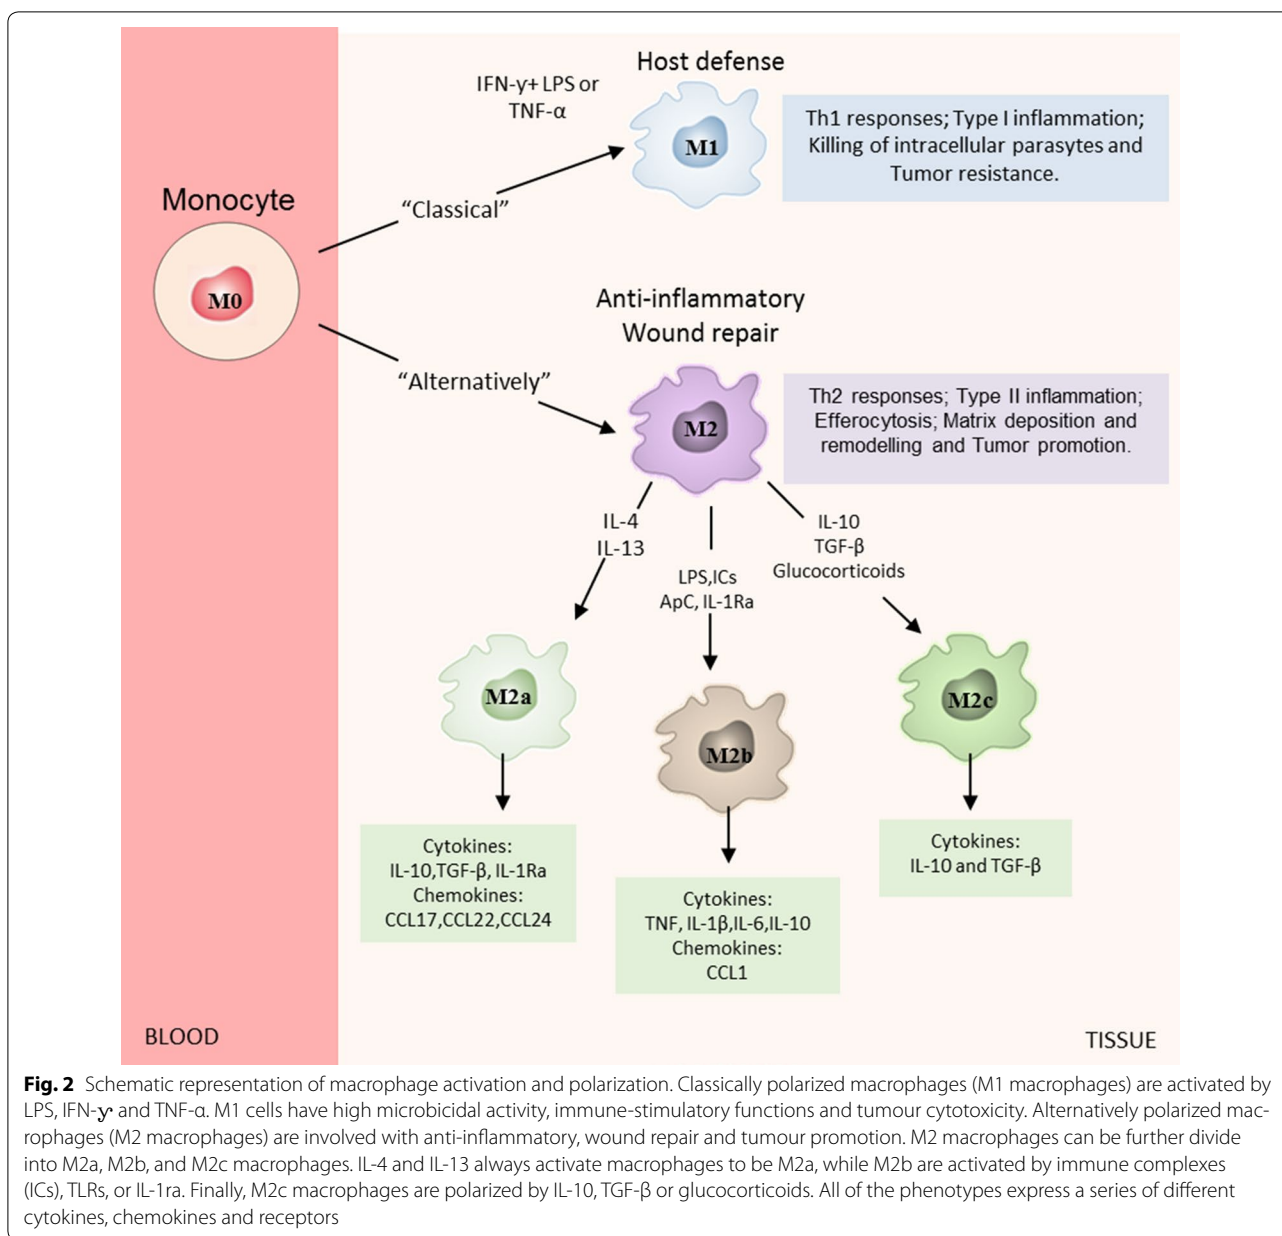 Host defense
IFN-y+ LPS or
TNF-α
M1
Th1 responses; Type I inflammation;
Killing of intracellular parasytes and
Tumor resistance.
Monocyte
"Classical"
M0
Anti-inflammatory
Wound repair
"Alternatively"
M2
Th2 responses; Type II inflammation;
Efferocytosis; Matrix deposition and
remodelling and Tumor promotion.
IL-4
IL-13
LPS,ICs
ApC, IL-1Ra
IL-10
TGF-β
Glucocorticoids
M2a
M2b
M2c
Cytokines:
IL-10,TGF-β, IL-1Ra
Chemokines:
CCL17,CCL22,CCL24
Cytokines:
TNF, IL-1β,IL-6,IL-10
Chemokines:
CCL1
Cytokines:
IL-10 and TGF-β
BLOOD
TISSUE
Fig. 2 Schematic representation of macrophage activation and polarization. Classically polarized macrophages (M1 macrophages) are activated by
LPS, IFN-γ and TNF-α. M1 cells have high microbicidal activity, immune-stimulatory functions and tumour cytotoxicity. Alternatively polarized mac-
rophages (M2 macrophages) are involved with anti-inflammatory, wound repair and tumour promotion. M2 macrophages can be further divide
into M2a, M2b, and M2c macrophages. IL-4 and IL-13 always activate macrophages to be M2a, while M2b are activated by immune complexes
(ICs), TLRs, or IL-1ra. Finally, M2c macrophages are polarized by IL-10, TGF-β or glucocorticoids. All of the phenotypes express a series of different
cytokines, chemokines and receptors